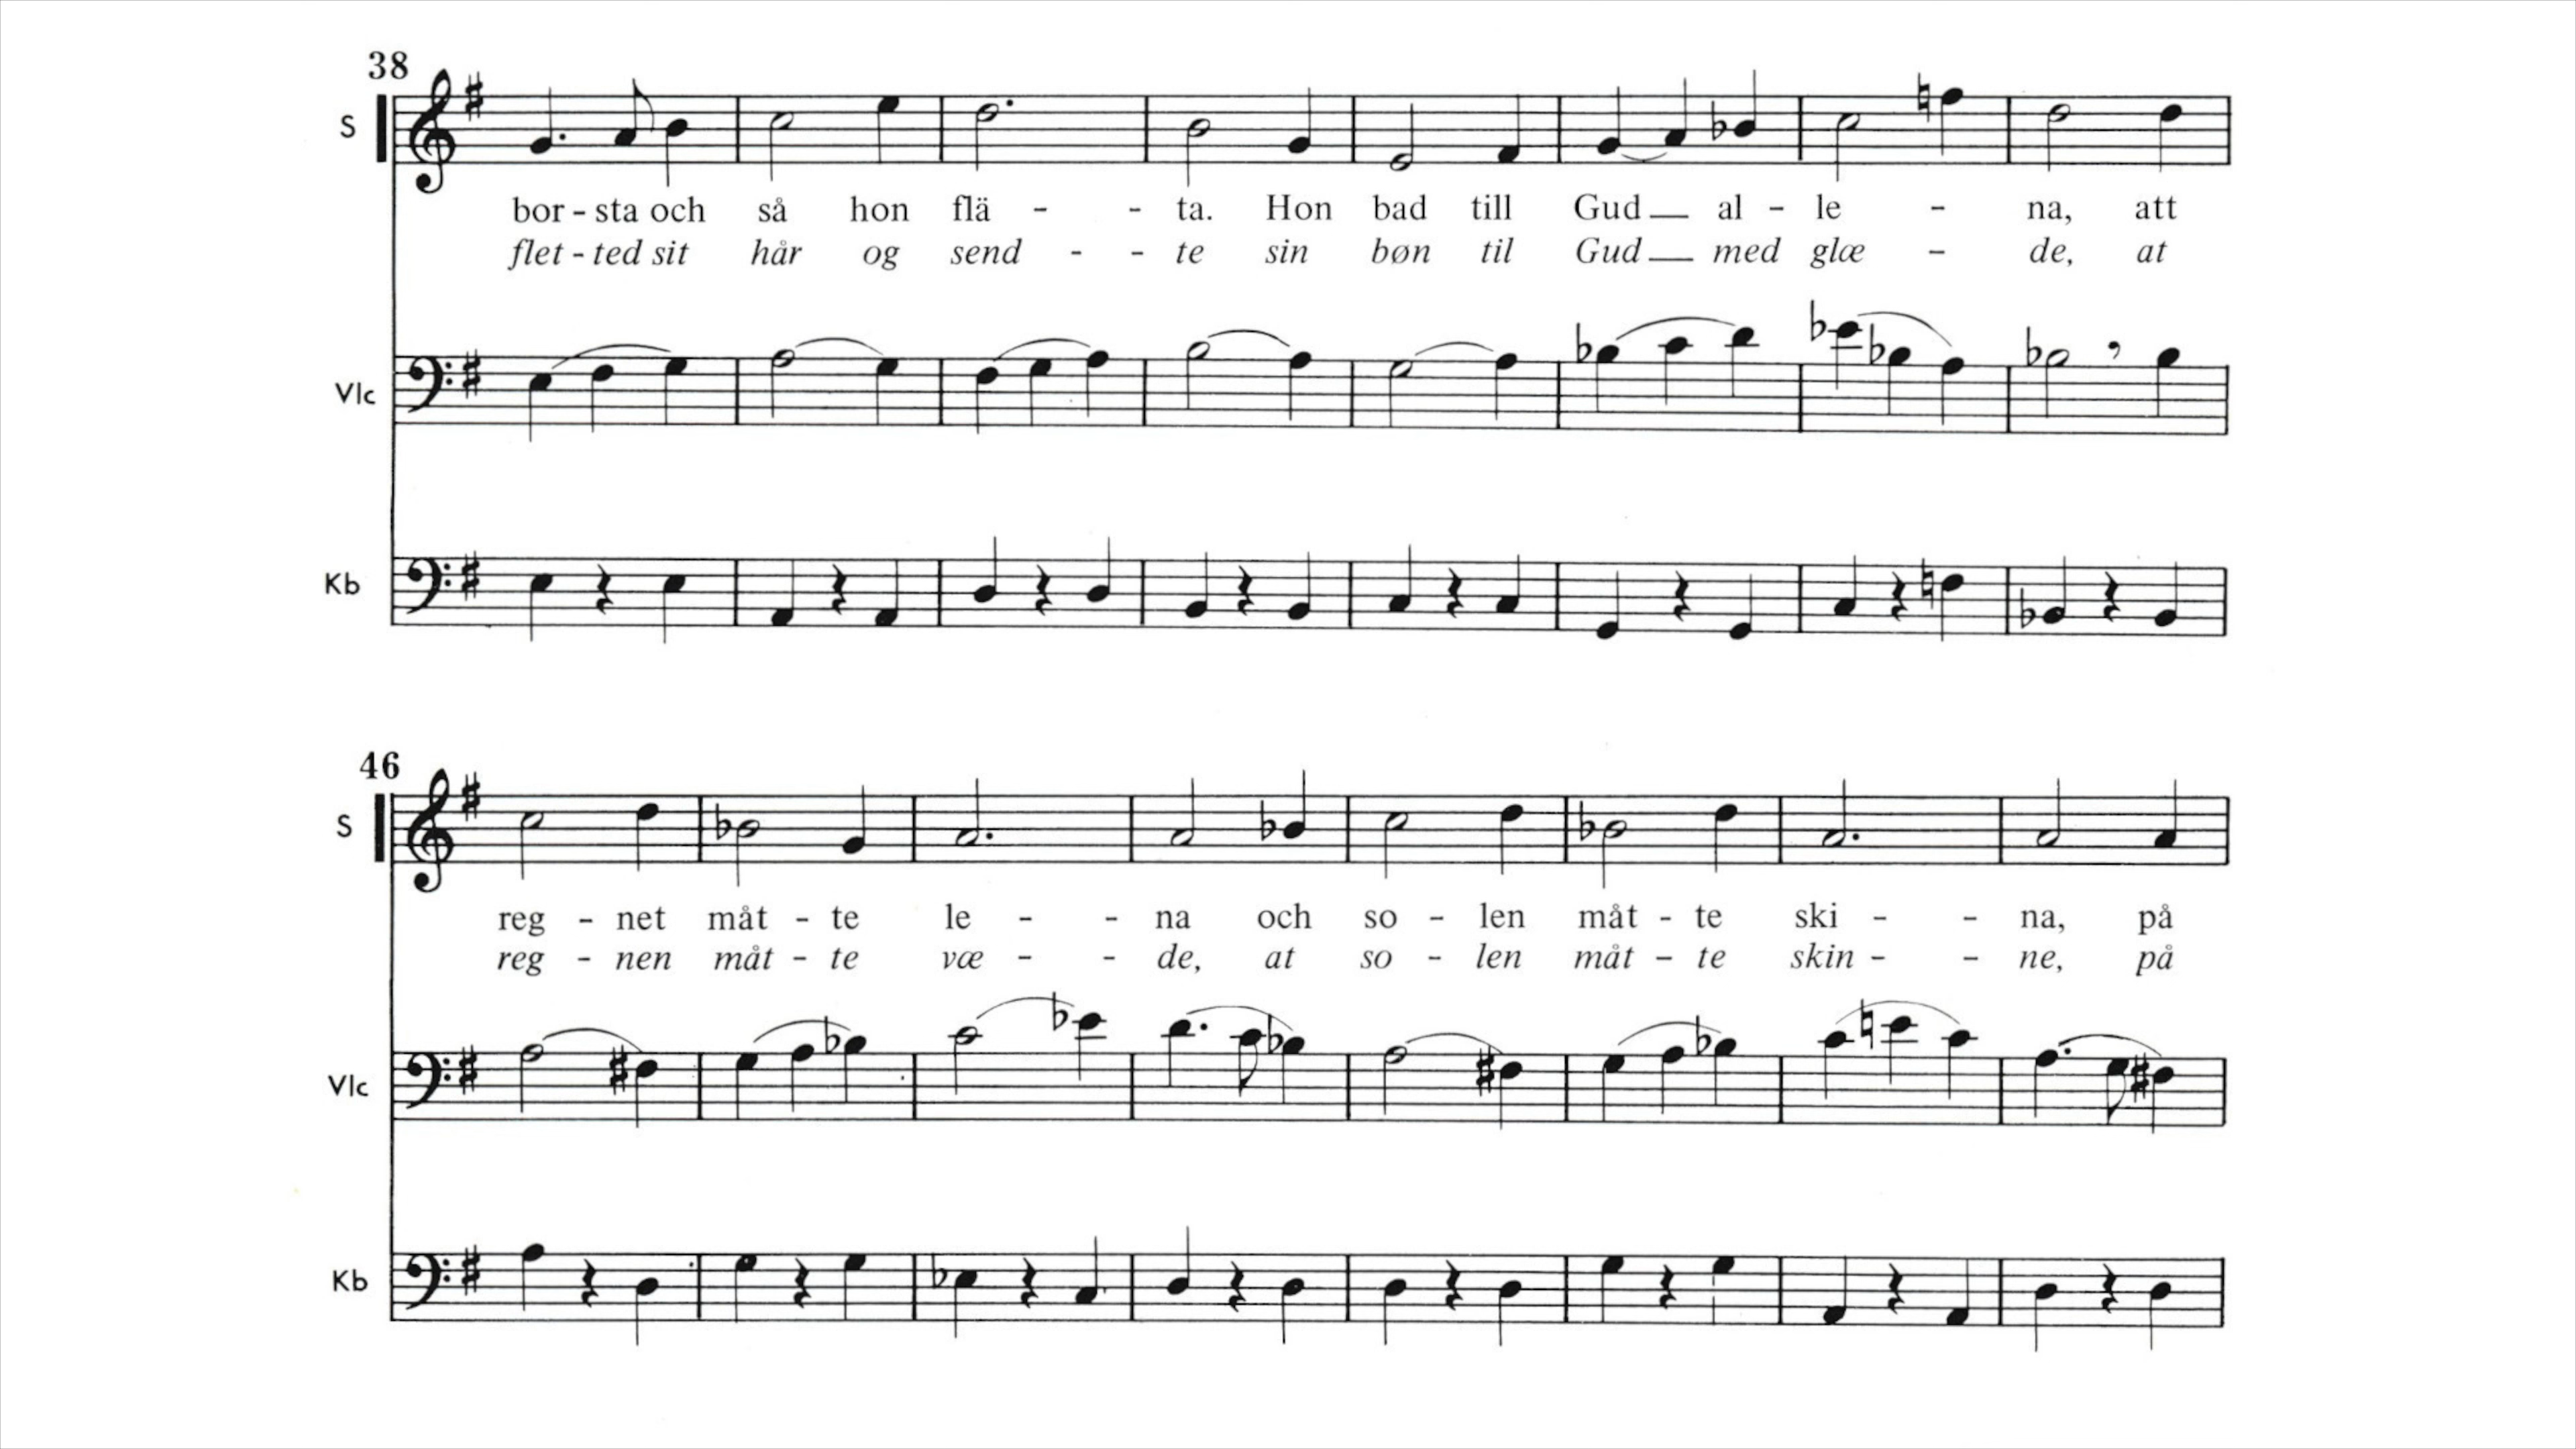 38
S
bor - sta och så hon flä - - ta. Hon bad till Gud al - le - na, att
flet - ted sit hår og send - - te sin bøn til Gud med glæ - de, at
Vlc
Kb
46
S
reg - net måt - te le - - na och so - len måt - te ski - - na, på
reg - nen måt - te væ - - de, at so - len måt - te skin - - ne, på
Vlc
Kb